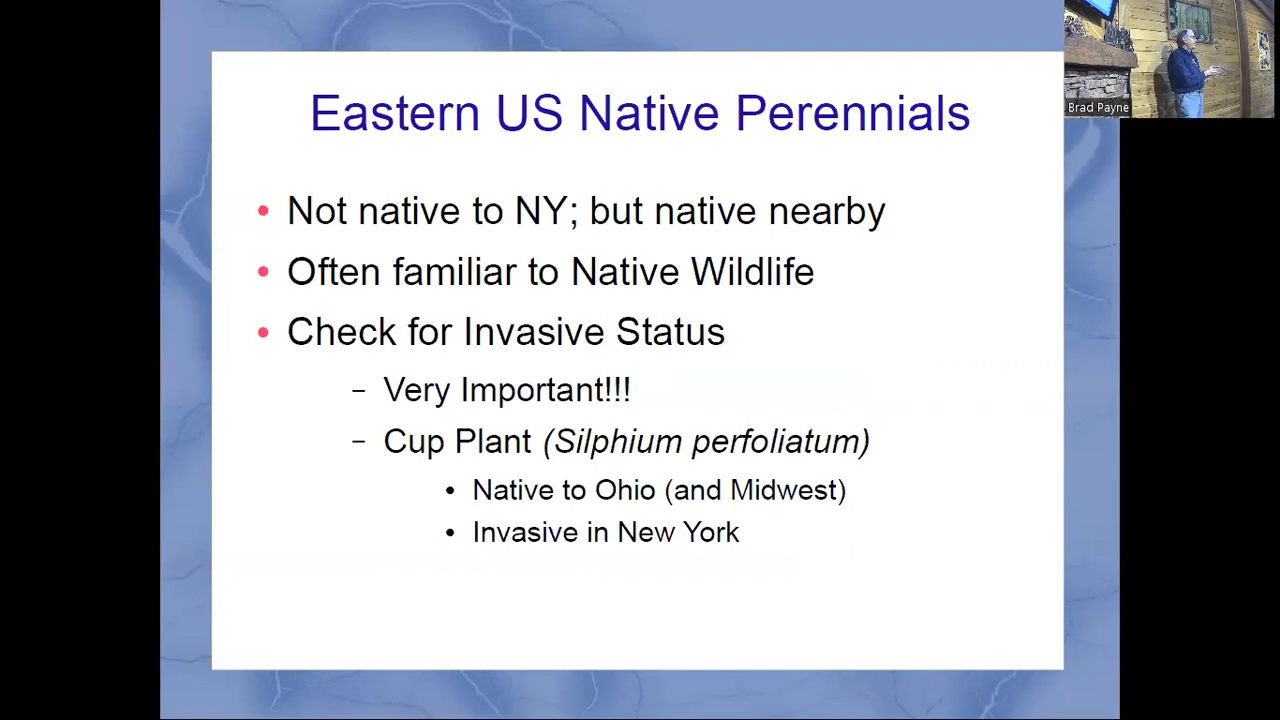 Eastern US Native Perennials
• Not native to NY; but native nearby
• Often familiar to Native Wildlife
• Check for Invasive Status
– Very Important!!!
– Cup Plant (Silphium perfoliatum)
• Native to Ohio (and Midwest)
• Invasive in New York
Brad Payne